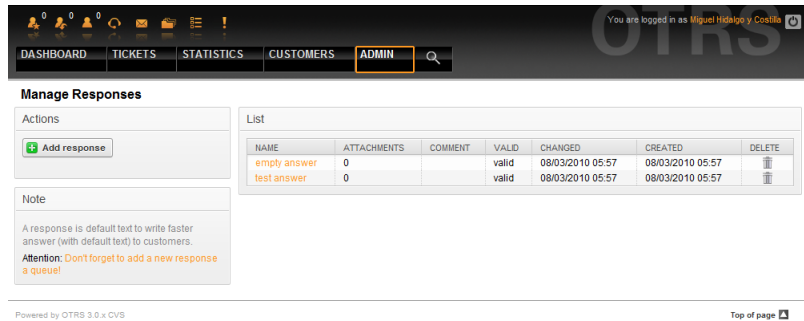 0 0 0
You are logged in as Miguel Hidalgo y Costilla
OTRS
DASHBOARD TICKETS STATISTICS CUSTOMERS ADMIN
Manage Responses
Actions
Add response
Note
A response is default text to write faster
answer (with default text) to customers.
Attention: Don't forget to add a new response
a queue!
List
NAME ATTACHMENTS COMMENT VALID CHANGED CREATED DELETE
empty answer 0 valid 08/03/2010 05:57 08/03/2010 05:57
test answer 0 valid 08/03/2010 05:57 08/03/2010 05:57
Powered by OTRS 3.0.x CVS
Top of page